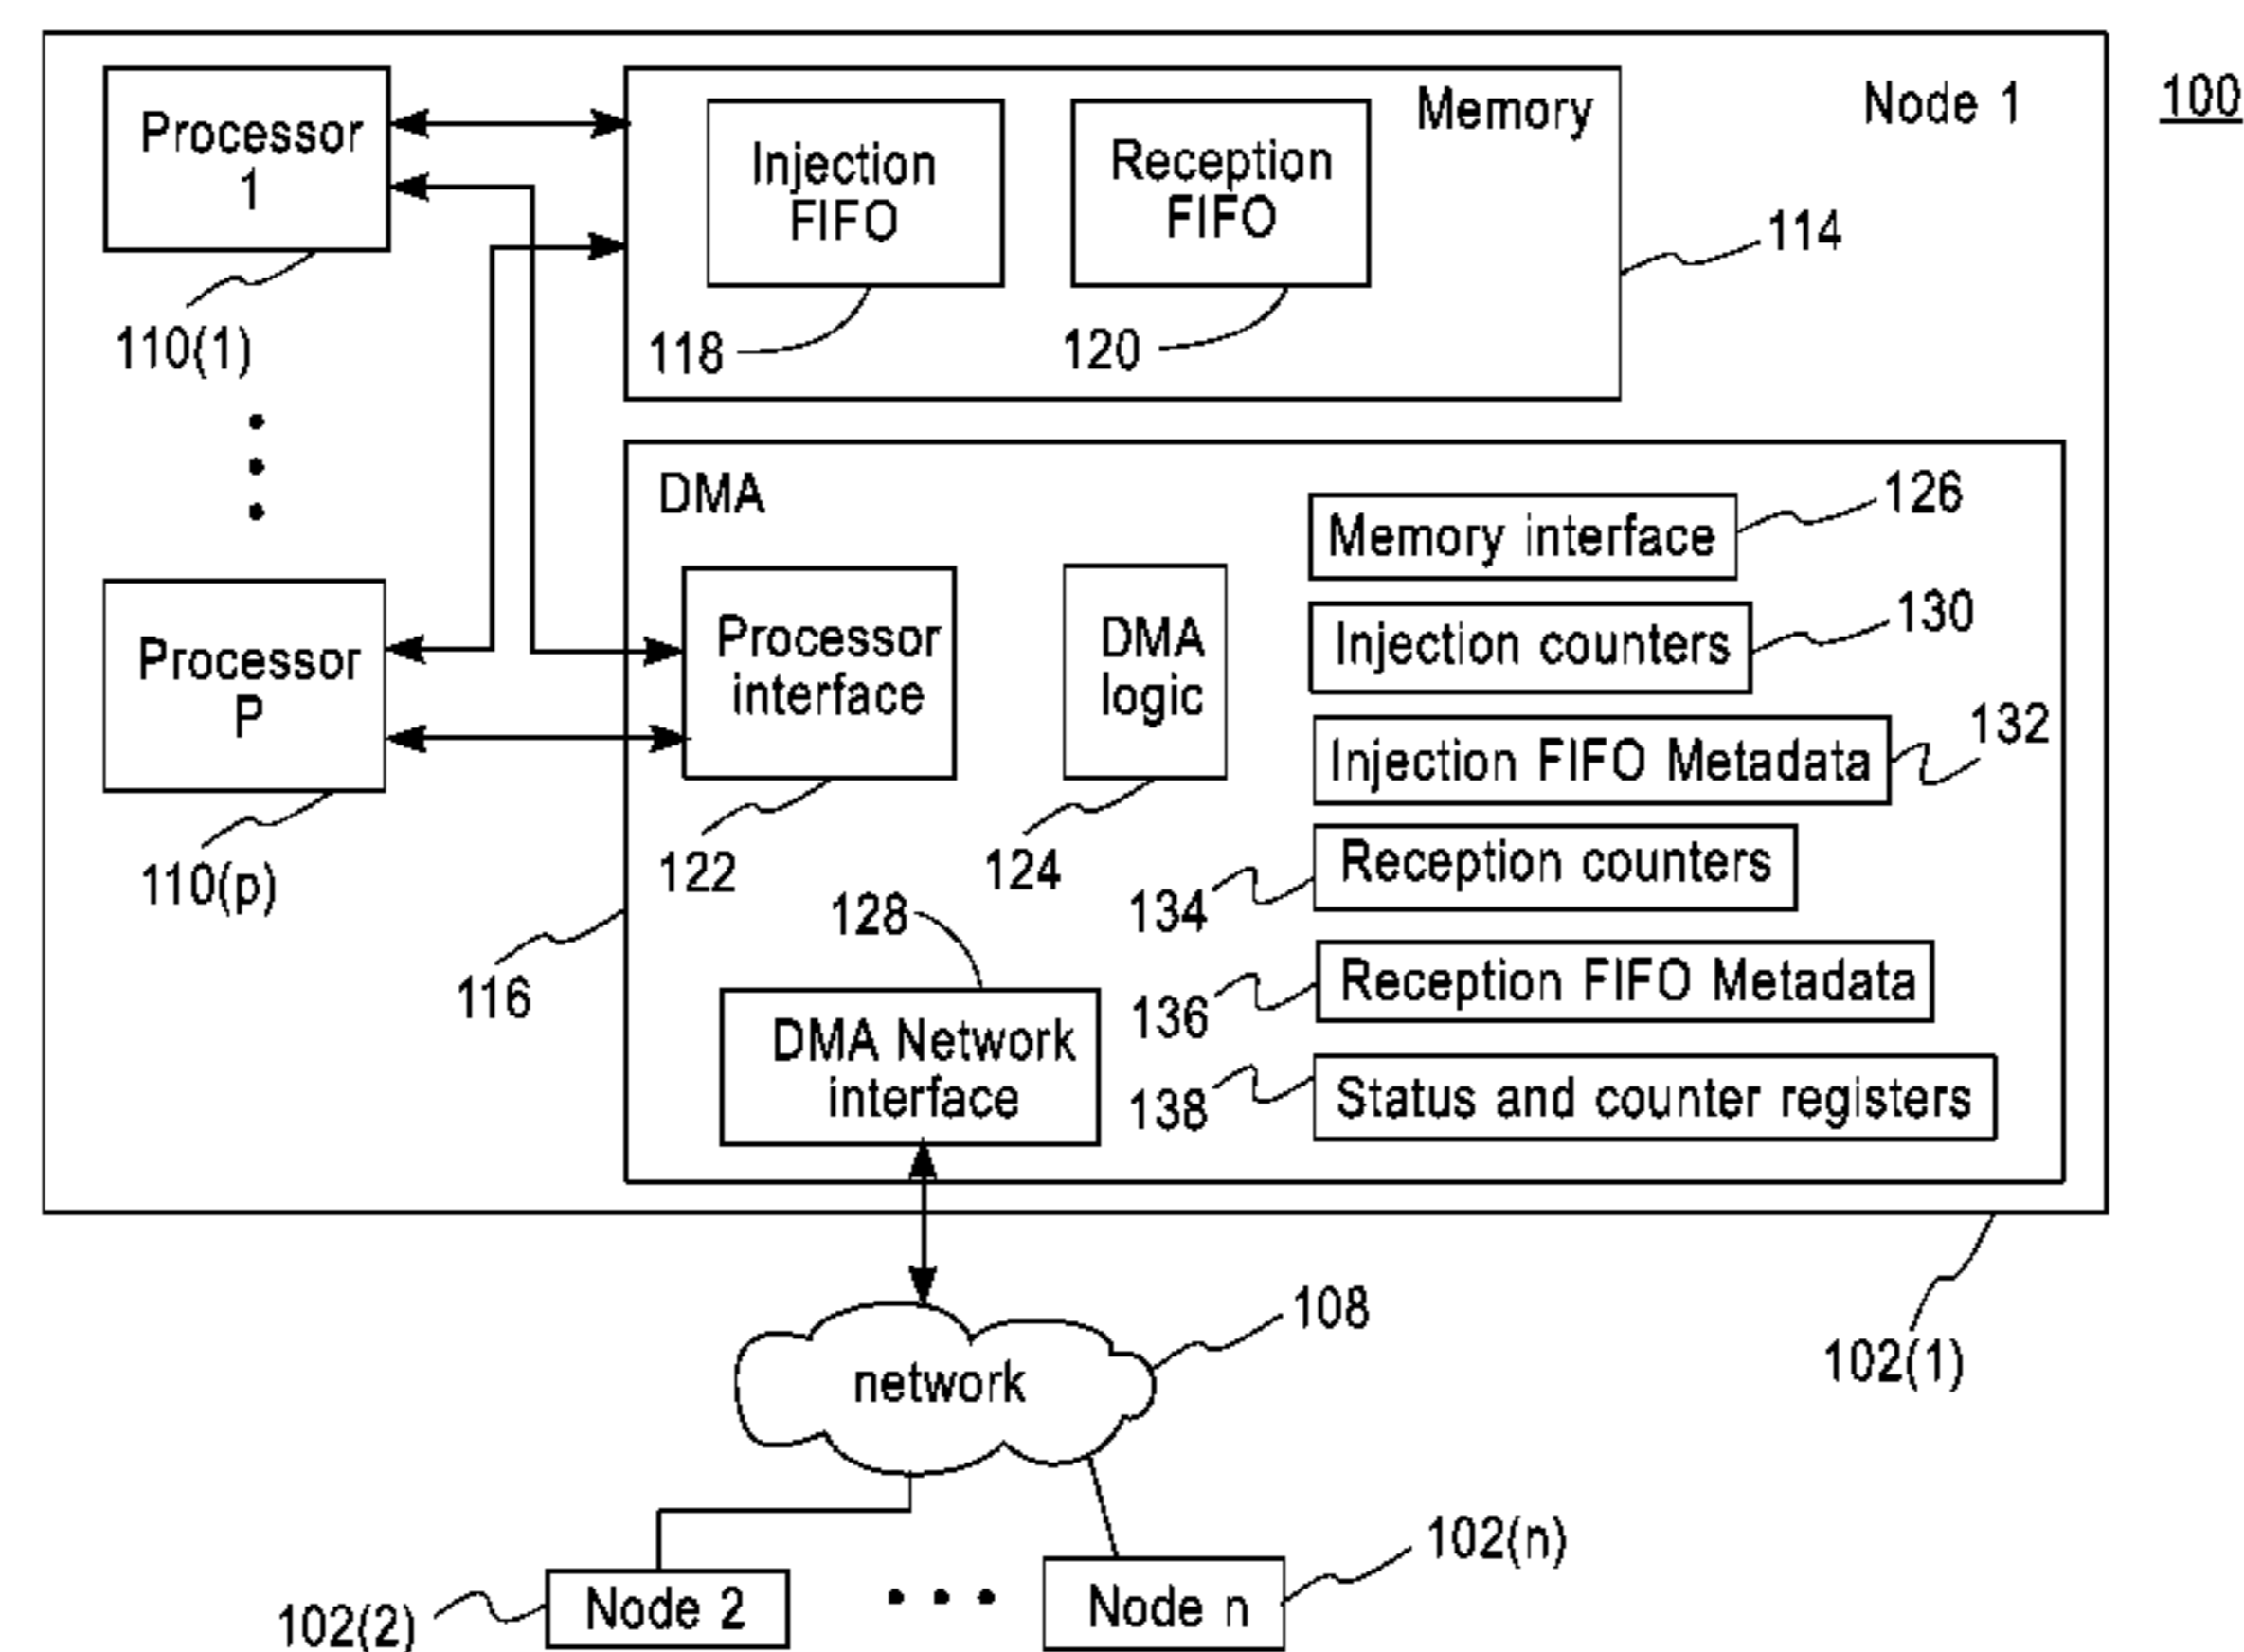 100
Node 1
Processor
1
110(1)
Memory
Injection
FIFO
Reception
FIFO
114
118
120
DMA
Memory interface
126
Injection counters
130
Processor
P
110(p)
Processor
interface
122
DMA
logic
124
Injection FIFO Metadata
132
Reception counters
134
116
128
DMA Network
interface
Reception FIFO Metadata
136
Status and counter registers
138
network
108
102(1)
Node 2
102(2)
Node n
102(n)